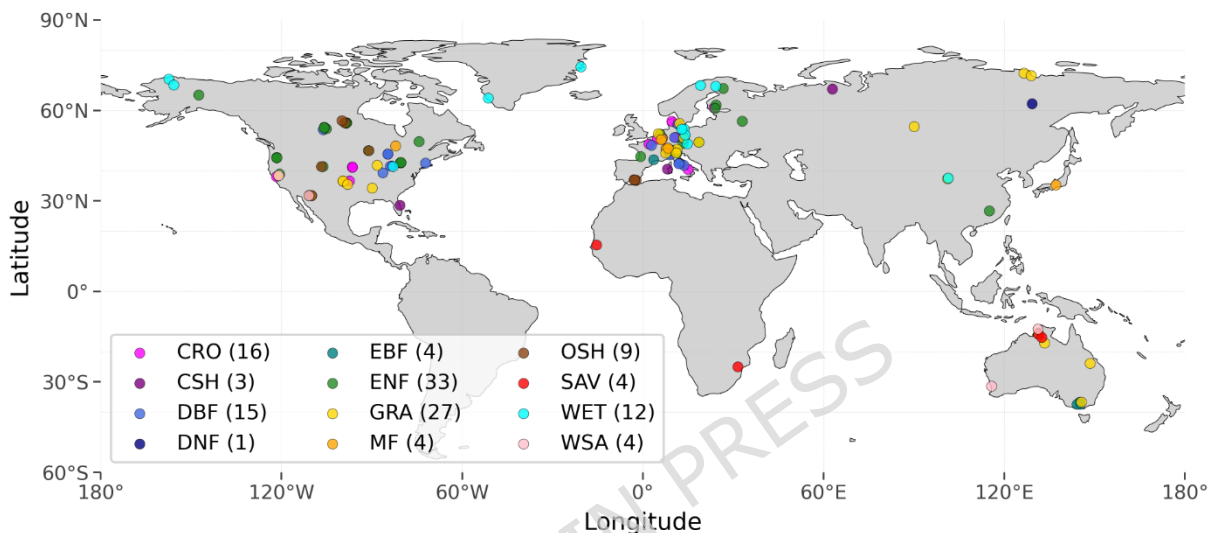 90°N
60°N
30°N
0°
30°S
60°S
Latitude
CRO (16) EBF (4) OSH (9)
CSH (3) ENF (33) SAV (4)
DBF (15) GRA (27) WET (12)
DNF (1) MF (4) WSA (4)
180° 120°W 60°W 0° 60°E 120°E 180°
Longitude
IN PRESS